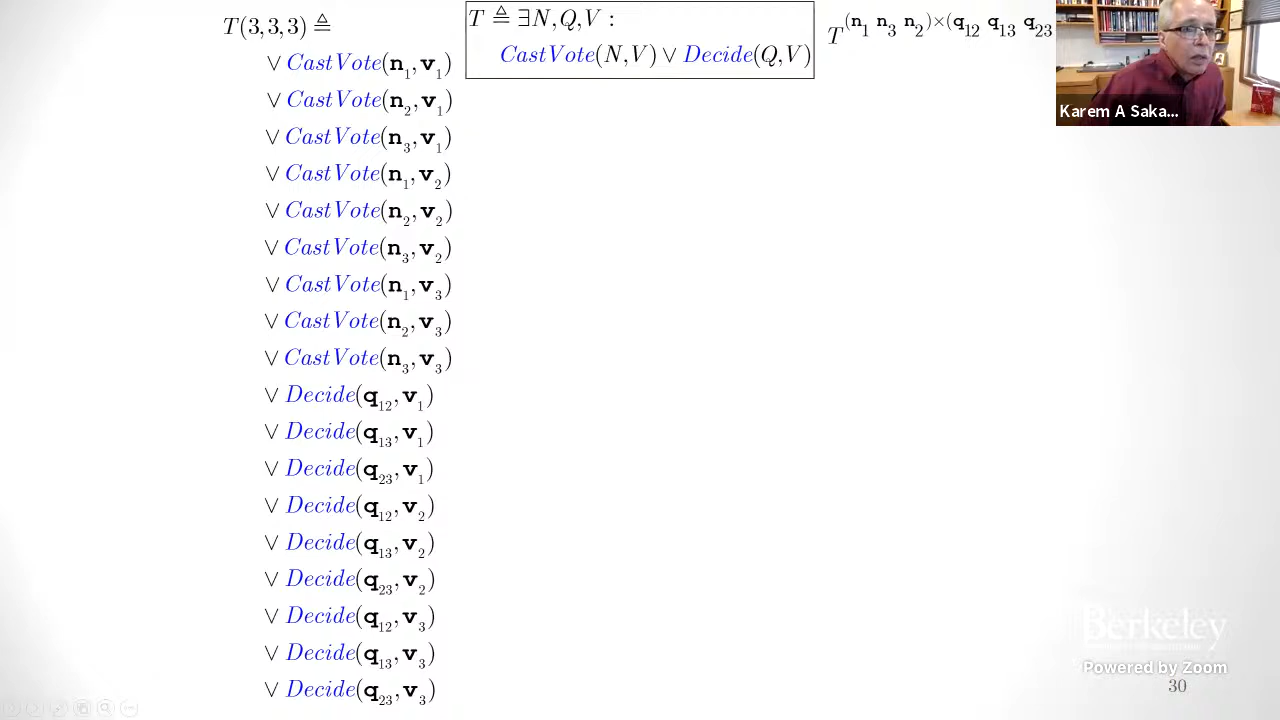 T(3,3,3) ≜
∨ CastVote(n₁,v₁)
∨ CastVote(n₂,v₁)
∨ CastVote(n₃,v₁)
∨ CastVote(n₁,v₂)
∨ CastVote(n₂,v₂)
∨ CastVote(n₃,v₂)
∨ CastVote(n₁,v₃)
∨ CastVote(n₂,v₃)
∨ CastVote(n₃,v₃)
∨ Decide(q₁₂,v₁)
∨ Decide(q₁₃,v₁)
∨ Decide(q₂₃,v₁)
∨ Decide(q₁₂,v₂)
∨ Decide(q₁₃,v₂)
∨ Decide(q₂₃,v₂)
∨ Decide(q₁₂,v₃)
∨ Decide(q₁₃,v₃)
∨ Decide(q₂₃,v₃)
T ≜ ∃N,Q,V :
CastVote(N,V) ∨ Decide(Q,V)
T^(n₁ n₃ n₂)×(q₁₂ q₁₃ q₂₃
Karem A Saka...
Berkeley
Powered by Zoom
30